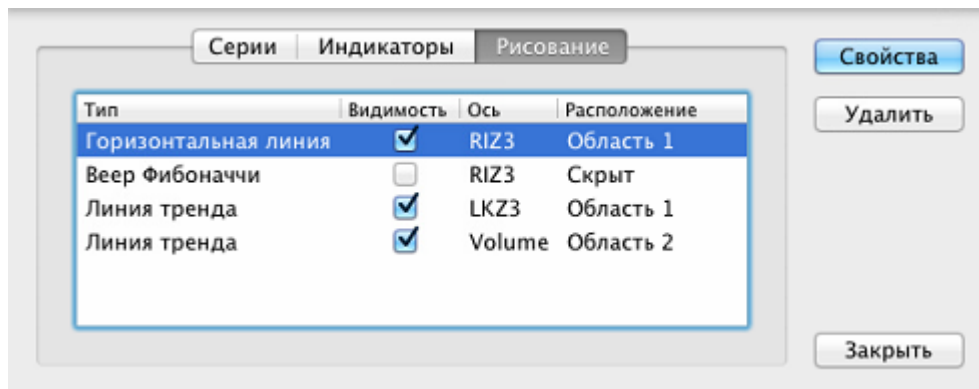 Серии Индикаторы Рисование
Свойства
Удалить
Тип Видимость Ось Расположение
Горизонтальная линия RIZ3 Область 1
Веер Фибоначчи RIZ3 Скрыт
Линия тренда LKZ3 Область 1
Линия тренда Volume Область 2
Закрыть